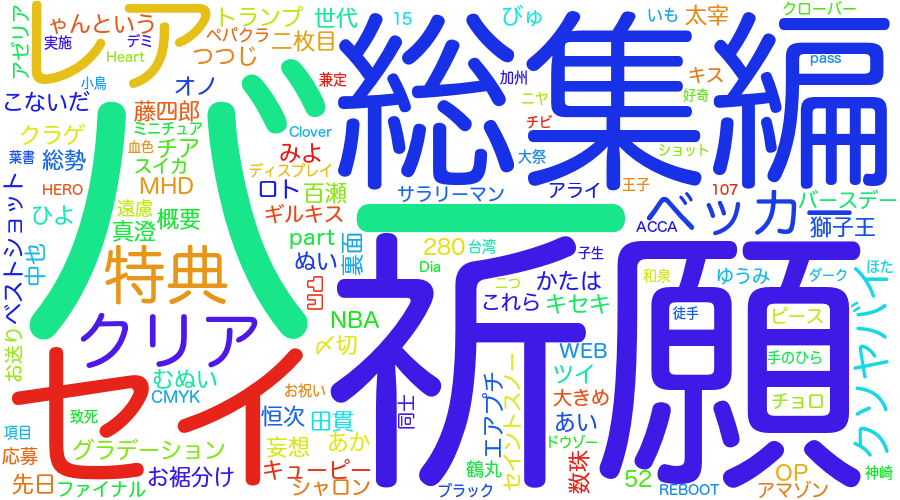 レア
バー
総集編
祈願
セイ
特典
クリア
ベッカー
クソヤバイ
アゼリア
ゃんという
実施
デミ
Heart
ペパクラ
トランプ
つつじ
世代
二枚目
15
びゅ
いも
太宰
クローバー
pass
小鳥
オノ
兼定
こないだ
藤四郎
クラゲ
ミニチュア
血色
チア
スイカ
葉書
総勢
MHD
Clover
みよ
ディスプレイ
加州
キス
好奇
ニヤ
チビ
ショット
大祭
HERO
遠慮
概要
真澄
ひよ
ベストショット
中也
ロト
百瀬
ギルキス
サラリーマン
アライ
王子
107
バースデー
ACCA
獅子王
part
ぬい
裏面
280
台湾
Dia
子生
二つ
かたは
これら
キセキ
和泉
ゆうみ
ダーク
ほた
徒手
ピース
手のひら
チョロ
凹凸
NBA
〆切
WEB
ツイ
大きめ
あい
お送り
むぬい
CMYK
お祝い
致死
恒次
田貫
同士
エアプチ
セイントスノー
ドウゾー
項目
応募
グラデーション
妄想
あか
鶴丸
数珠
52
OP
神崎
先日
ファイナル
お裾分け
キューピー
シャロン
ブラック
REBOOT
アマゾン